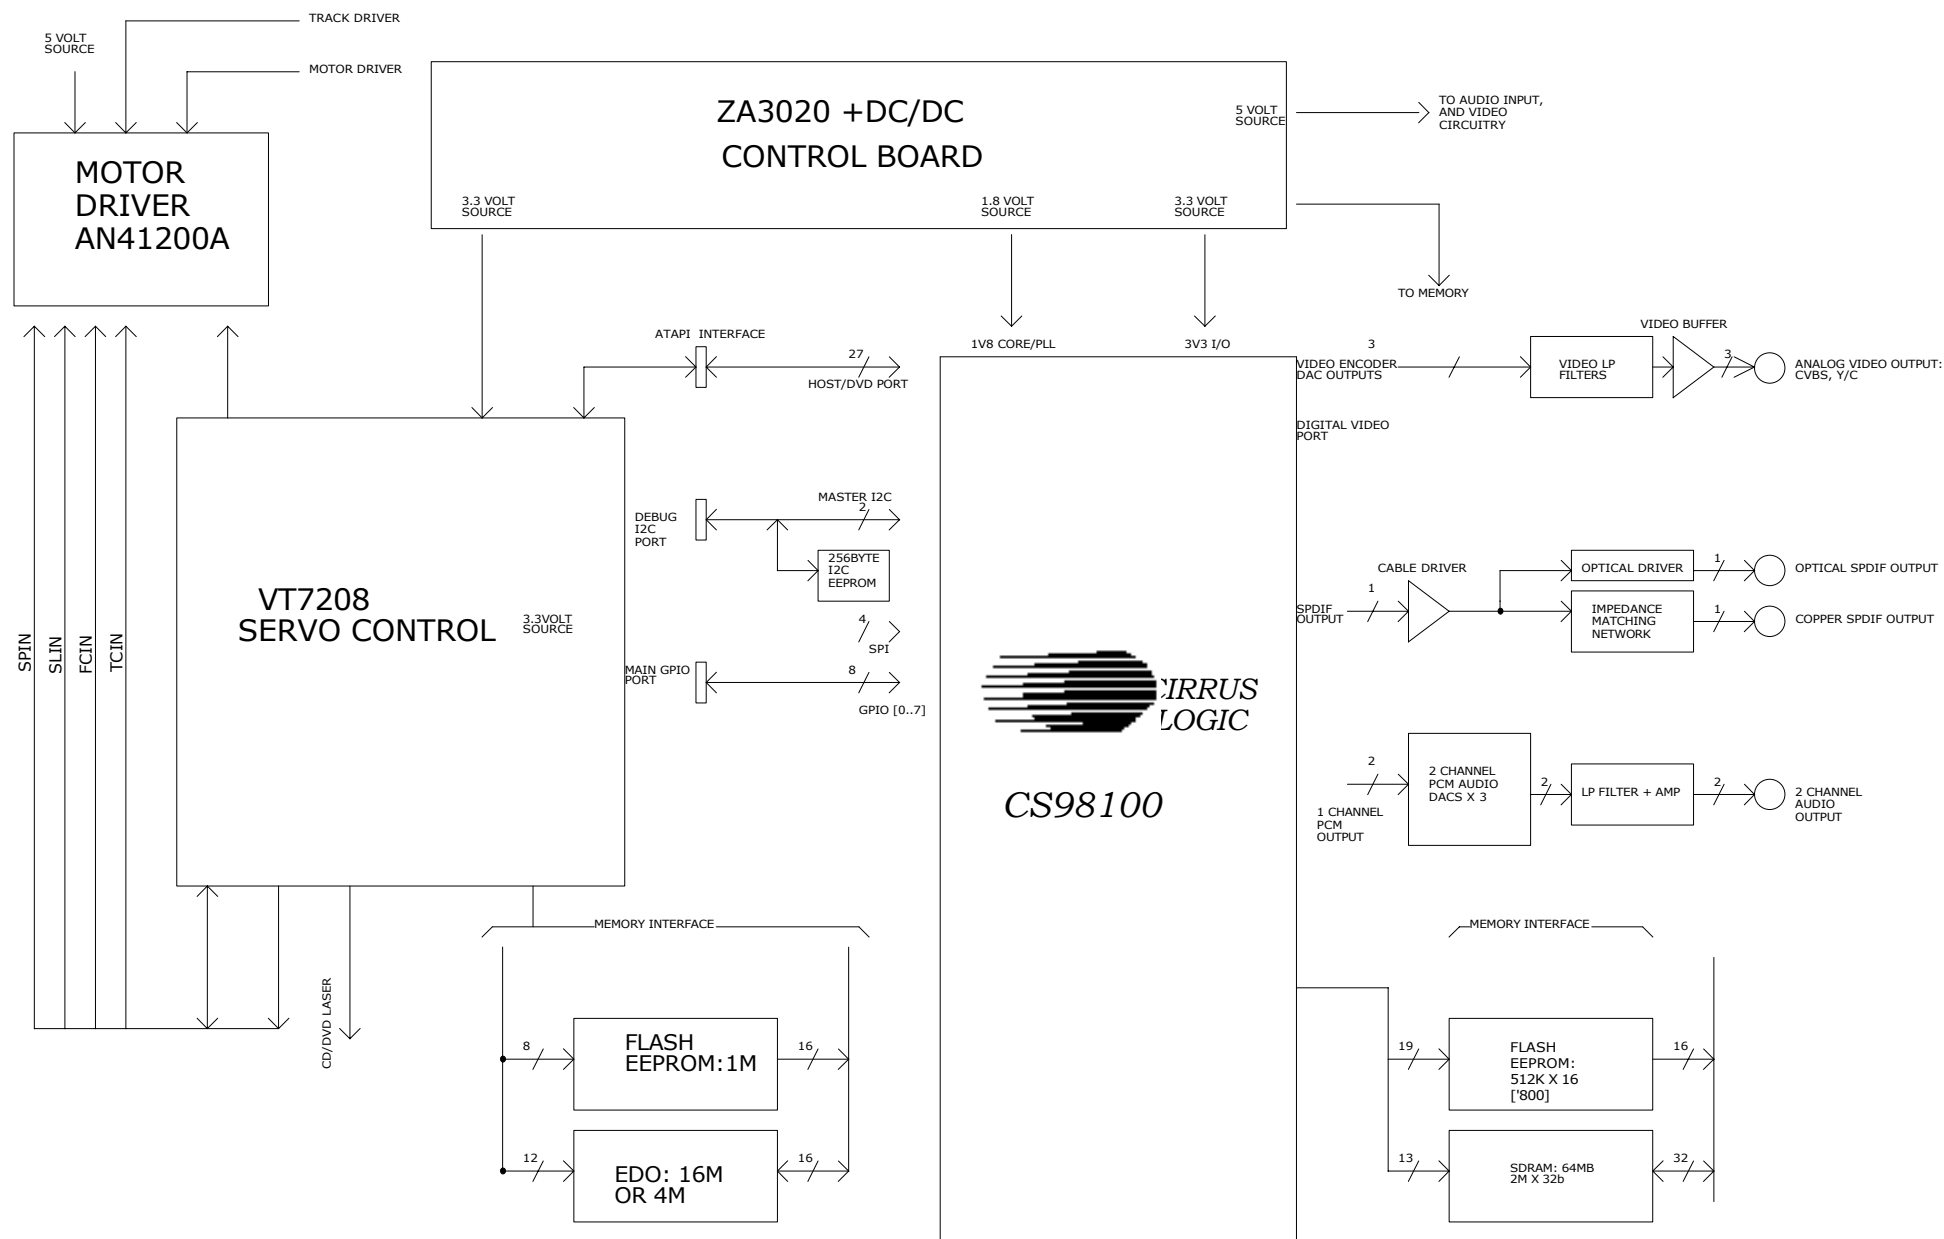 TRACK DRIVER
5 VOLT
SOURCE
MOTOR DRIVER
MOTOR
DRIVER
AN41200A
ZA3020 +DC/DC
CONTROL BOARD
5 VOLT
SOURCE
3.3 VOLT
SOURCE
1.8 VOLT
SOURCE
3.3 VOLT
SOURCE
TO AUDIO INPUT,
AND VIDEO
CIRCUITRY
TO MEMORY
ATAPI INTERFACE
27
HOST/DVD PORT
1V8 CORE/PLL
3V3 I/O
3
VIDEO ENCODER
DAC OUTPUTS
VIDEO LP
FILTERS
VIDEO BUFFER
3
ANALOG VIDEO OUTPUT:
CVBS, Y/C
DIGITAL VIDEO
PORT
VT7208
SERVO CONTROL
3.3VOLT
SOURCE
DEBUG
I2C
PORT
MASTER I2C
2
256BYTE
I2C
EEPROM
4
SPI
MAIN GPIO
PORT
8
GPIO [0..7]
SPIN
SLIN
FCIN
TCIN
CIRRUS
LOGIC
CS98100
SPDIF
OUTPUT
1
CABLE DRIVER
OPTICAL DRIVER
1
OPTICAL SPDIF OUTPUT
IMPEDANCE
MATCHING
NETWORK
1
COPPER SPDIF OUTPUT
2
1 CHANNEL
PCM
OUTPUT
2 CHANNEL
PCM AUDIO
DACS X 3
2
LP FILTER + AMP
2
2 CHANNEL
AUDIO
OUTPUT
CD/DVD LASER
MEMORY INTERFACE
8
FLASH
EEPROM:1M
16
12
EDO: 16M
OR 4M
16
MEMORY INTERFACE
19
FLASH
EEPROM:
512K X 16
['800]
16
13
SDRAM: 64MB
2M X 32b
32